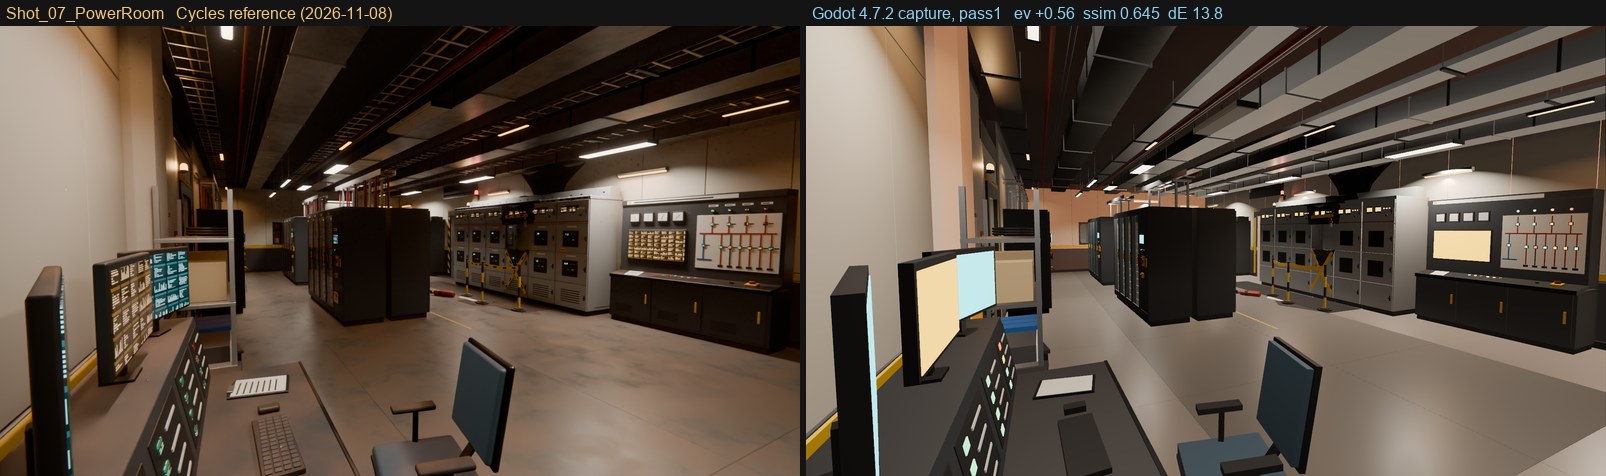 Shot_07_PowerRoom Cycles reference (2026-11-08)
Godot 4.7.2 capture, pass1 ev +0.56 ssim 0.645 dE 13.8